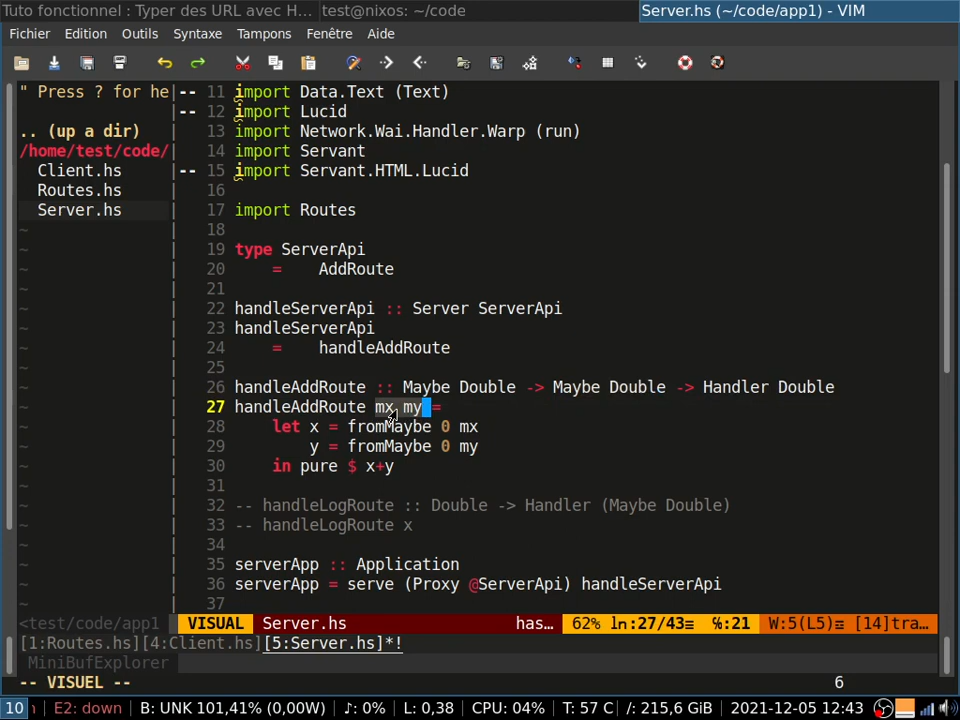 Tuto fonctionnel : Typer des URL avec H... test@nixos: ~/code Server.hs (~/code/app1) - VIM
Fichier Edition Outils Syntaxe Tampons Fenêtre Aide
" Press ? for he|-- 11 import Data.Text (Text)
|-- 12 import Lucid
.. (up a dir) | 13 import Network.Wai.Handler.Warp (run)
/home/test/code/| 14 import Servant
Client.hs |-- 15 import Servant.HTML.Lucid
Routes.hs | 16
Server.hs | 17 import Routes
~ | 18
~ | 19 type ServerApi
~ | 20 = AddRoute
~ | 21
~ | 22 handleServerApi :: Server ServerApi
~ | 23 handleServerApi
~ | 24 = handleAddRoute
~ | 25
~ | 26 handleAddRoute :: Maybe Double -> Maybe Double -> Handler Double
~ | 27 handleAddRoute mx my =
~ | 28 let x = fromMaybe 0 mx
~ | 29 y = fromMaybe 0 my
~ | 30 in pure $ x+y
~ | 31
~ | 32 -- handleLogRoute :: Double -> Handler (Maybe Double)
~ | 33 -- handleLogRoute x
~ | 34
~ | 35 serverApp :: Application
~ | 36 serverApp = serve (Proxy @ServerApi) handleServerApi
~ | 37
<test/code/app1 VISUAL Server.hs has… 62% ln:27/43≡ ℅:21 W:5(L5)≡ [14]tra…
[1:Routes.hs][4:Client.hs][5:Server.hs]*!
MiniBufExplorer
-- VISUEL -- 6
10 E2: down | B: UNK 101,41% (0,00W) | ♪: 0% | L: 0,38 | CPU: 04% | T: 57 C | /: 215,6 GiB | 2021-12-05 12:43